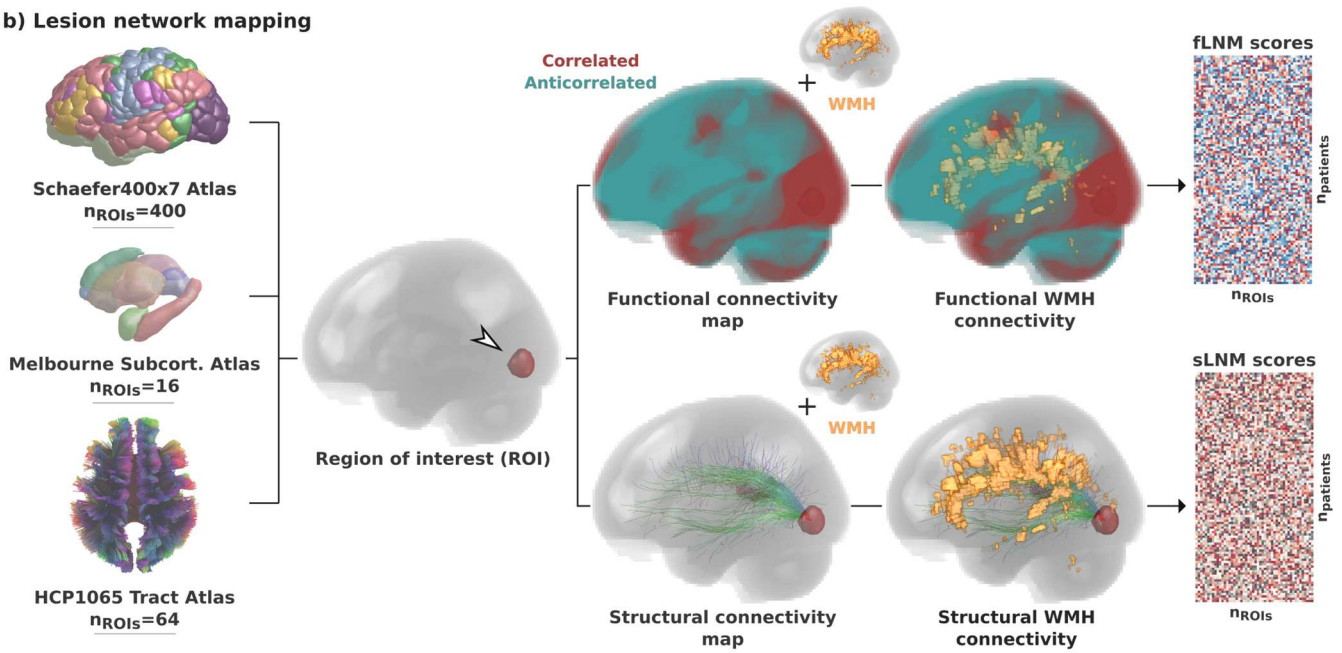 b) Lesion network mapping
Schaefer400x7 Atlas
nROIs=400
Melbourne Subcort. Atlas
nROIs=16
HCP1065 Tract Atlas
nROIs=64
Region of interest (ROI)
Correlated
Anticorrelated
+
WMH
Functional connectivity
map
Functional WMH
connectivity
fLNM scores
npatients
nROIs
+
WMH
Structural connectivity
map
Structural WMH
connectivity
sLNM scores
npatients
nROIs